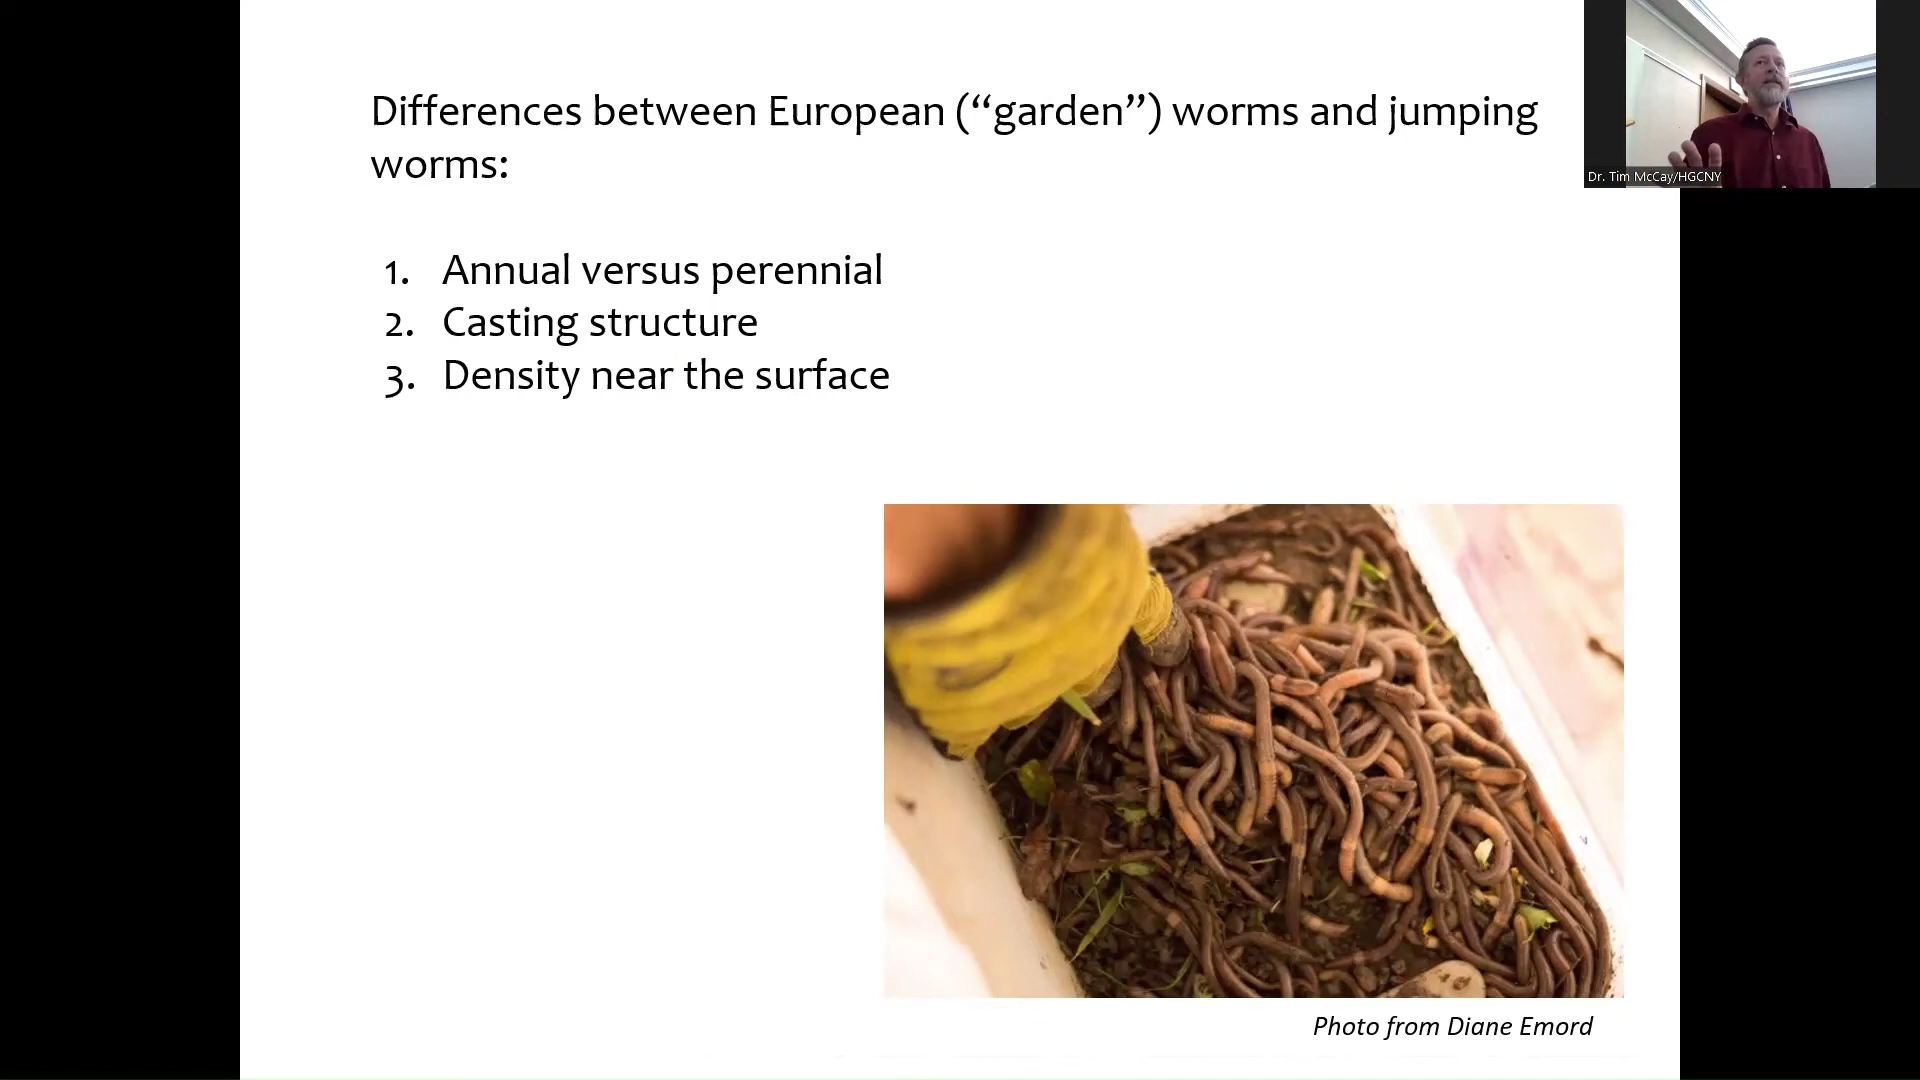 Differences between European (“garden”) worms and jumping
worms:
1. Annual versus perennial
2. Casting structure
3. Density near the surface
Dr. Tim McCay/HGCNY
Photo from Diane Emord